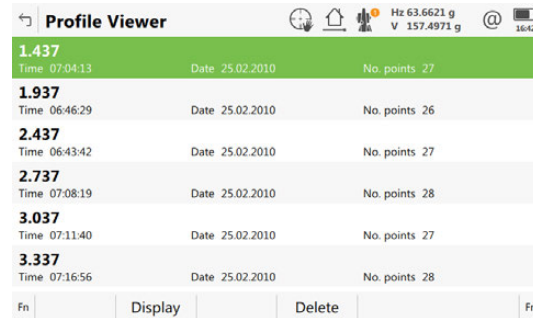 Profile Viewer
Hz 63.6621 g
V 157.4971 g
@
16:42
1.437
Time 07:04:13 Date 25.02.2010 No. points 27
1.937
Time 06:46:29 Date 25.02.2010 No. points 26
2.437
Time 06:43:42 Date 25.02.2010 No. points 27
2.737
Time 07:08:19 Date 25.02.2010 No. points 28
3.037
Time 07:11:40 Date 25.02.2010 No. points 27
3.337
Time 07:16:56 Date 25.02.2010 No. points 28
Fn Display Delete